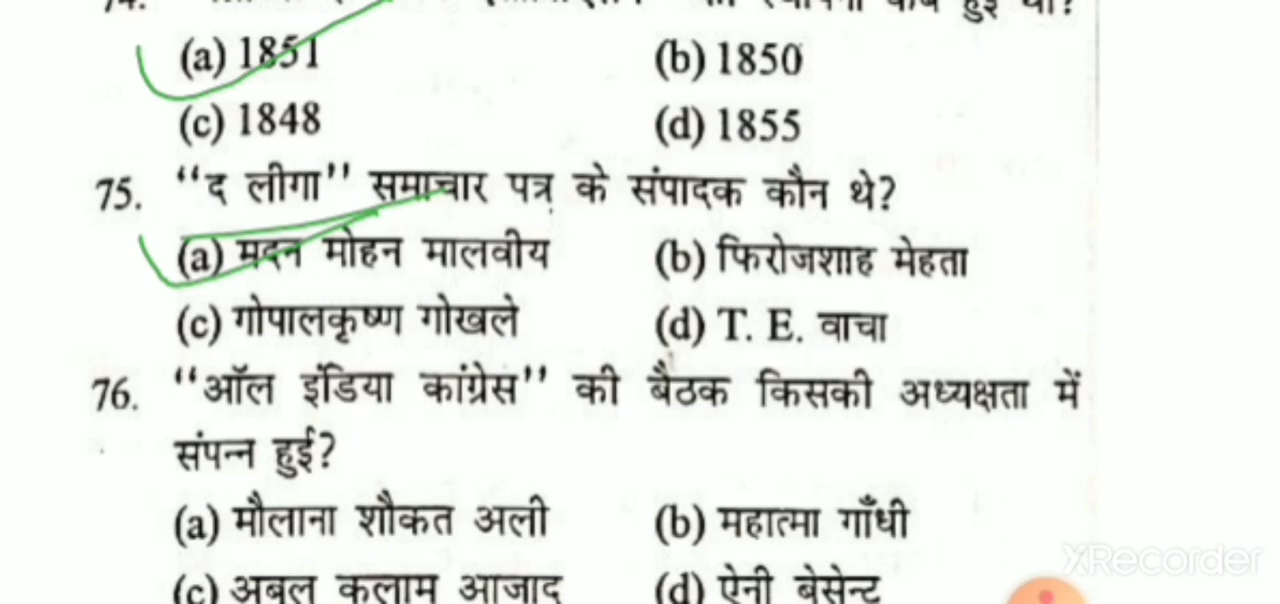 (a) 1851 (b) 1850
(c) 1848 (d) 1855
75. “द लीगा” समाचार पत्र के संपादक कौन थे?
(a) मदन मोहन मालवीय (b) फिरोजशाह मेहता
(c) गोपालकृष्ण गोखले (d) T. E. वाचा
76. “ऑल इंडिया कांग्रेस” की बैठक किसकी अध्यक्षता में
संपन्न हुई?
(a) मौलाना शौकत अली (b) महात्मा गाँधी
(c) अबुल कलाम आजाद (d) ऐनी बेसेन्ट
XRecorder